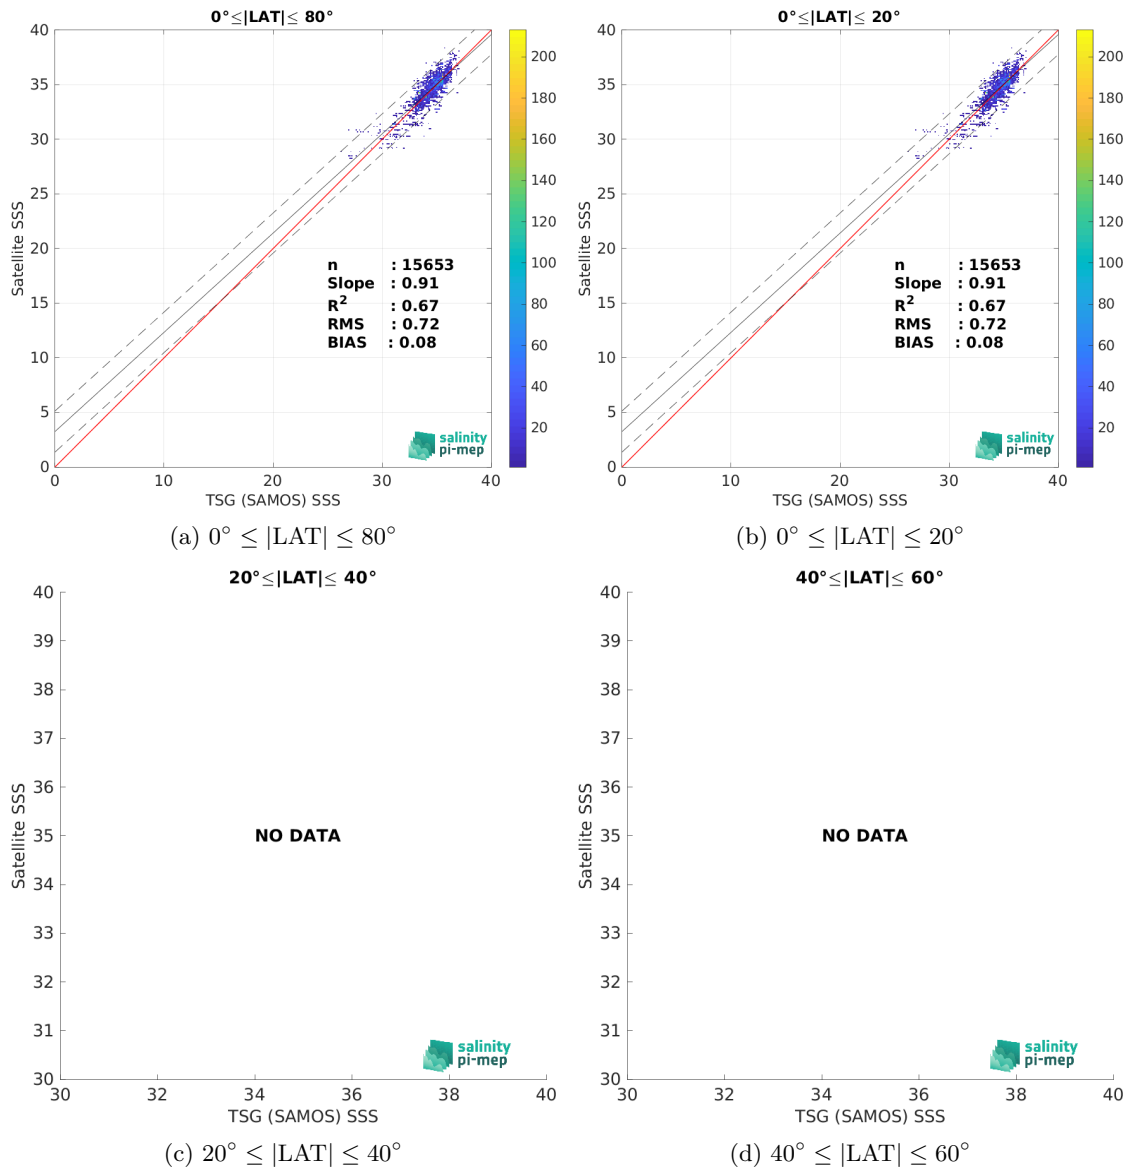 0°≤|LAT|≤ 80°
40
35
30
25
20
15
10
5
0
Satellite SSS
n : 15653
Slope : 0.91
R² : 0.67
RMS : 0.72
BIAS : 0.08
salinity
pi-mep
0 10 20 30 40
TSG (SAMOS) SSS
200
180
160
140
120
100
80
60
40
20
(a) 0° ≤ |LAT| ≤ 80°
0°≤|LAT|≤ 20°
40
35
30
25
20
15
10
5
0
Satellite SSS
n : 15653
Slope : 0.91
R² : 0.67
RMS : 0.72
BIAS : 0.08
salinity
pi-mep
0 10 20 30 40
TSG (SAMOS) SSS
200
180
160
140
120
100
80
60
40
20
(b) 0° ≤ |LAT| ≤ 20°
20°≤|LAT|≤ 40°
40
39
38
37
36
35
34
33
32
31
30
Satellite SSS
NO DATA
salinity
pi-mep
30 32 34 36 38 40
TSG (SAMOS) SSS
(c) 20° ≤ |LAT| ≤ 40°
40°≤|LAT|≤ 60°
40
39
38
37
36
35
34
33
32
31
30
Satellite SSS
NO DATA
salinity
pi-mep
30 32 34 36 38 40
TSG (SAMOS) SSS
(d) 40° ≤ |LAT| ≤ 60°